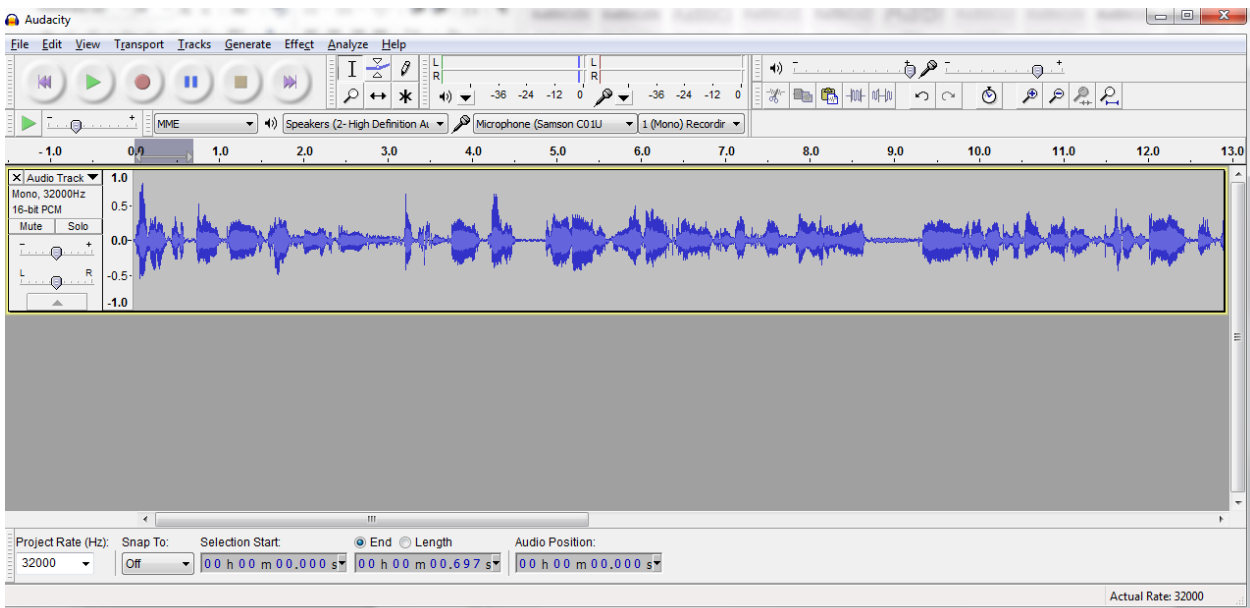 Audacity
File Edit View Transport Tracks Generate Effect Analyze Help
L
R
-36 -24 -12 0
L
R
-36 -24 -12 0
MME Speakers (2- High Definition Au Microphone (Samson C01U 1 (Mono) Recordir
- 1.0 0.0 1.0 2.0 3.0 4.0 5.0 6.0 7.0 8.0 9.0 10.0 11.0 12.0 13.0
X Audio Track 1.0
Mono, 32000Hz
16-bit PCM 0.5-
Mute Solo
- + 0.0-
L R -0.5-
-1.0
Project Rate (Hz): Snap To: Selection Start: End Length Audio Position:
32000 Off 00 h 00 m 00.000 s 00 h 00 m 00.697 s 00 h 00 m 00.000 s
Actual Rate: 32000